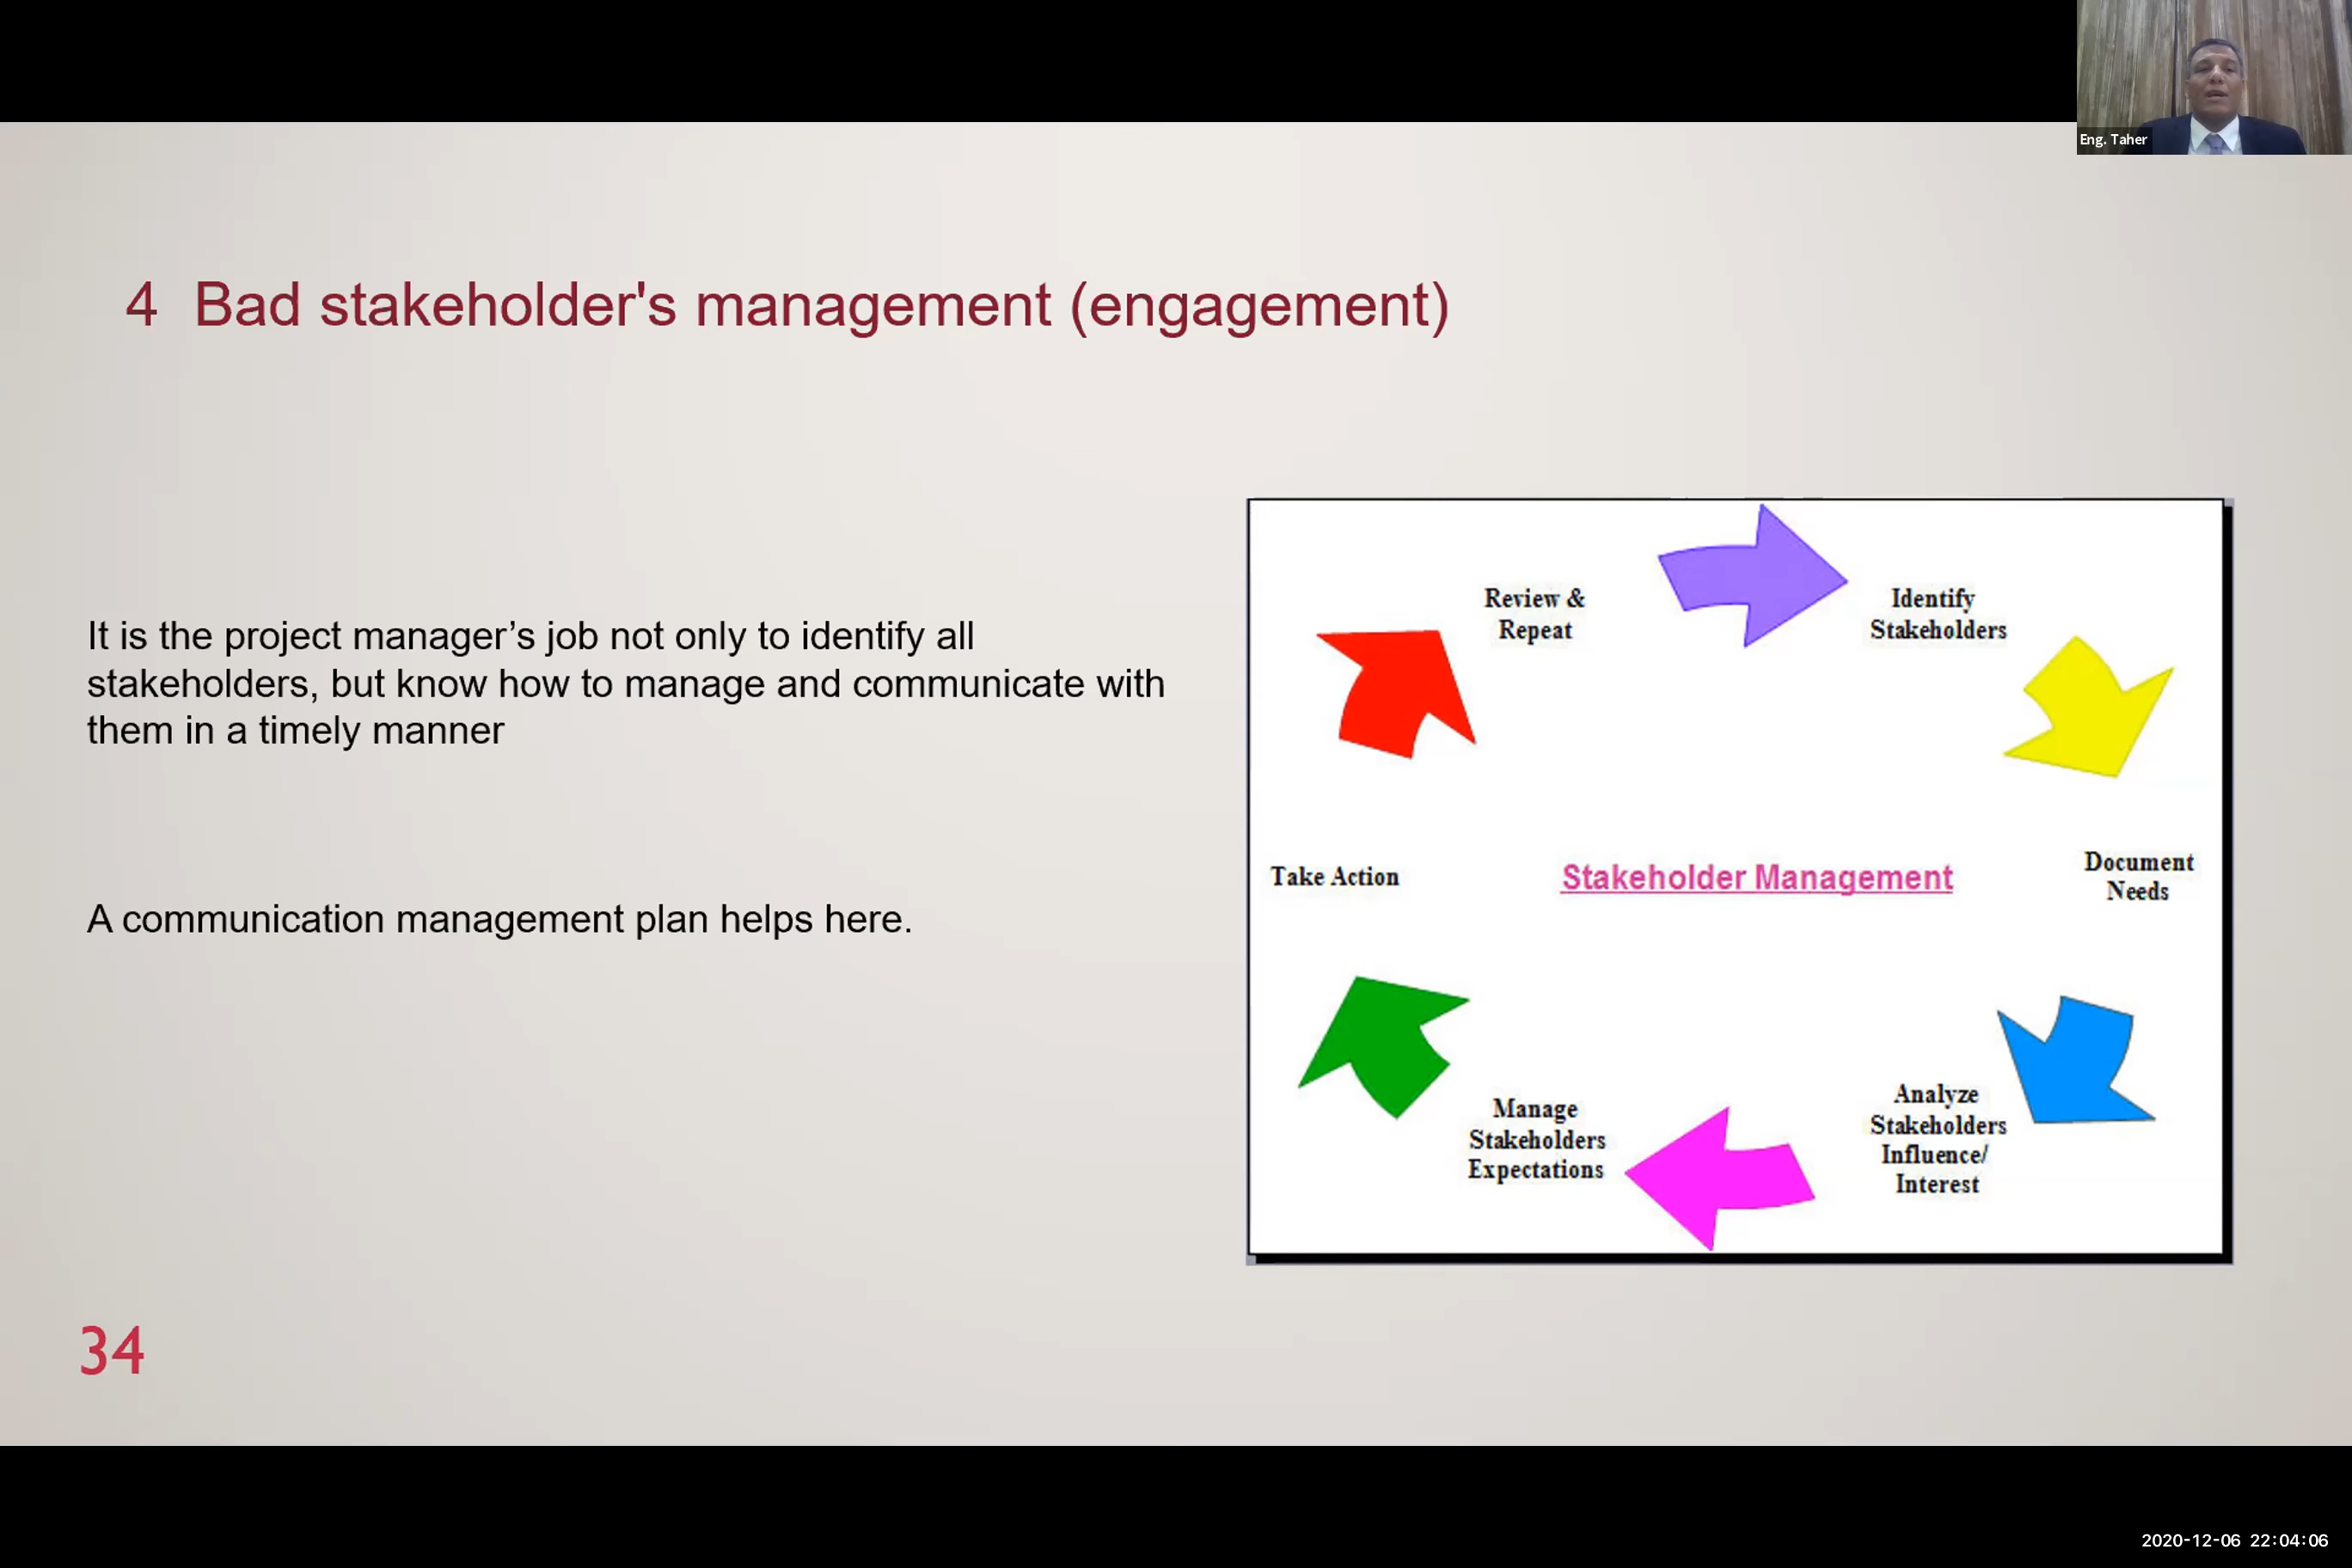 Eng. Taher
4 Bad stakeholder's management (engagement)
It is the project manager’s job not only to identify all
stakeholders, but know how to manage and communicate with
them in a timely manner
A communication management plan helps here.
Review &
Repeat
Identify
Stakeholders
Take Action
Stakeholder Management
Document
Needs
Manage
Stakeholders
Expectations
Analyze
Stakeholders
Influence/
Interest
34
2020-12-06 22:04:06